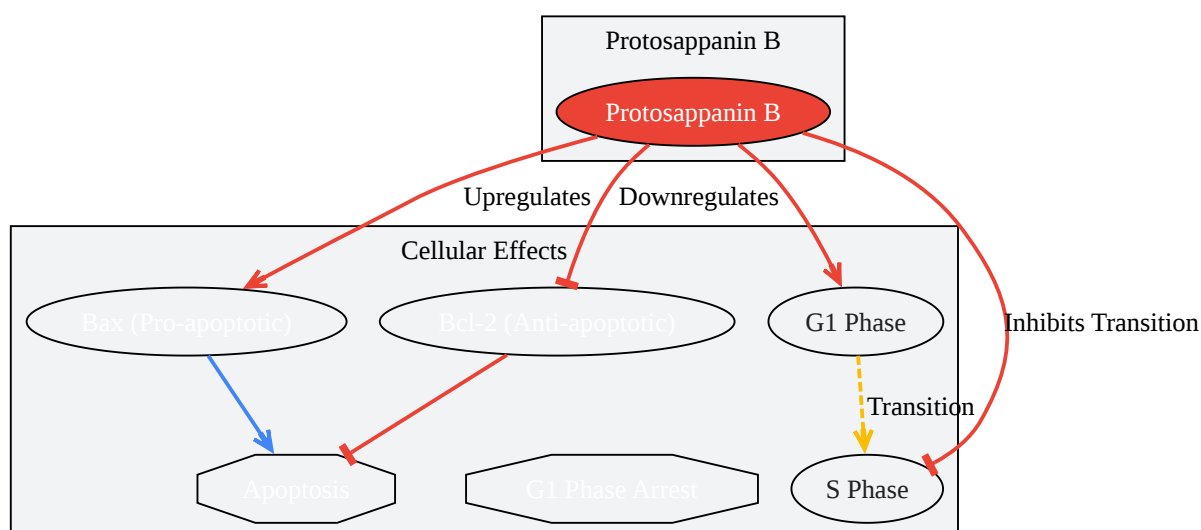 Protosappanin B
Protosappanin B
Upregulates
Downregulates
Cellular Effects
Bax (Pro-apoptotic)
Bcl-2 (Anti-apoptotic)
G1 Phase
Inhibits Transition
Transition
Apoptosis
G1 Phase Arrest
S Phase